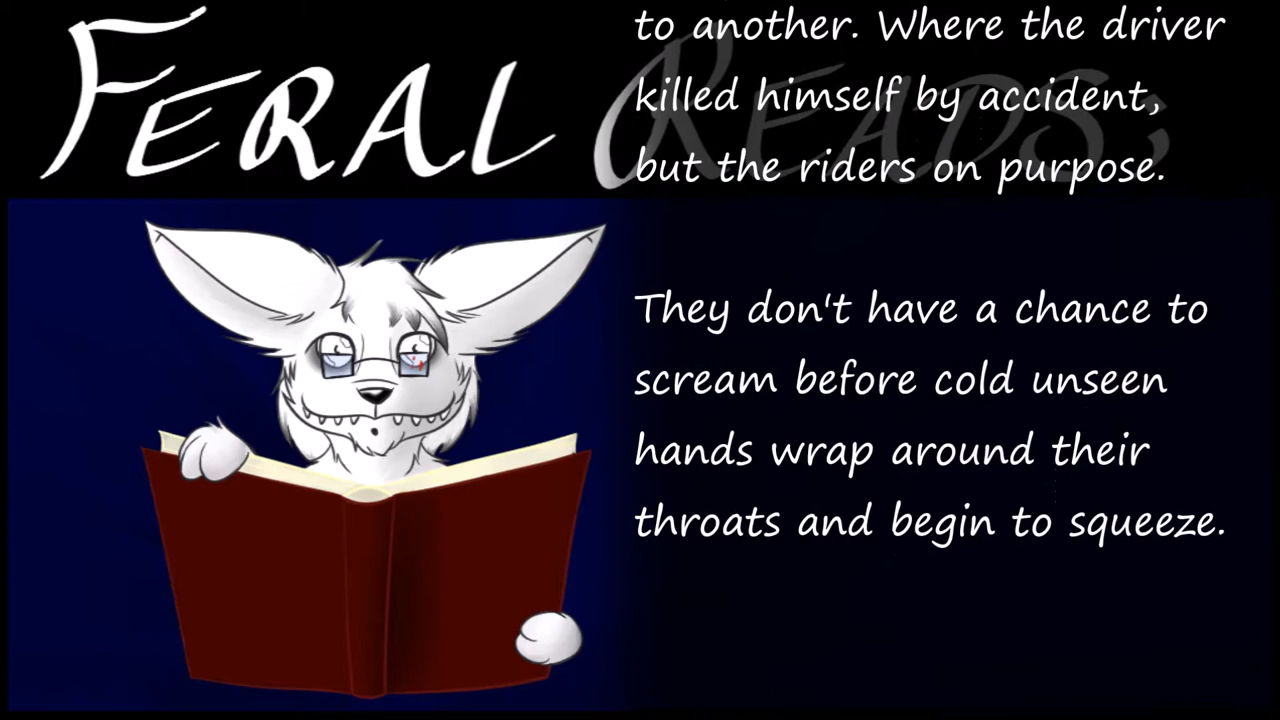 FERAL READS;
to another. Where the driver
killed himself by accident,
but the riders on purpose.
They don't have a chance to
scream before cold unseen
hands wrap around their
throats and begin to squeeze.